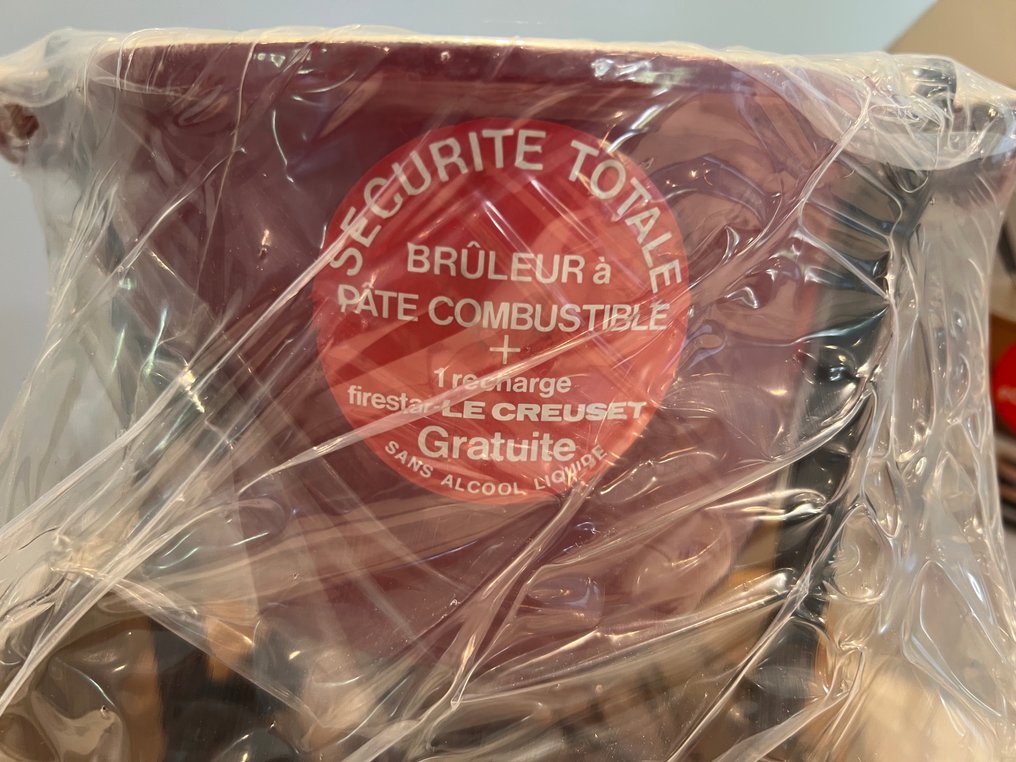 SECURITE TOTALE
BRÛLEUR à
PÂTE COMBUSTIBLE
+
1 recharge
firestar-LE CREUSET
Gratuite
SANS ALCOOL LIQUIDE